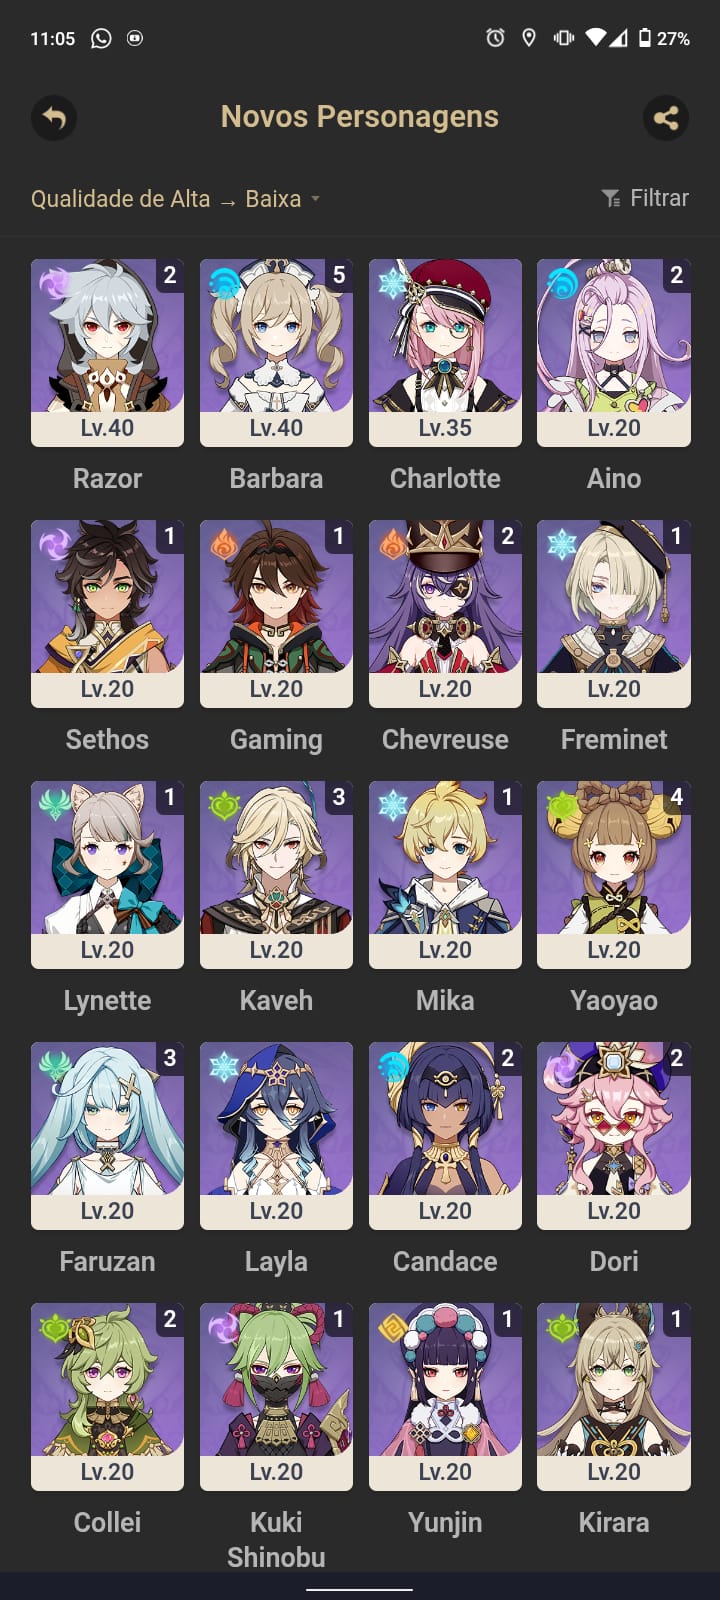 11:05
27%
Novos Personagens
Qualidade de Alta → Baixa
Filtrar
2
5
2
Lv.40
Lv.40
Lv.35
Lv.20
Razor
Barbara
Charlotte
Aino
1
1
2
1
Lv.20
Lv.20
Lv.20
Lv.20
Sethos
Gaming
Chevreuse
Freminet
1
3
1
4
Lv.20
Lv.20
Lv.20
Lv.20
Lynette
Kaveh
Mika
Yaoyao
3
2
2
Lv.20
Lv.20
Lv.20
Lv.20
Faruzan
Layla
Candace
Dori
2
1
1
1
Lv.20
Lv.20
Lv.20
Lv.20
Collei
Kuki
Shinobu
Yunjin
Kirara